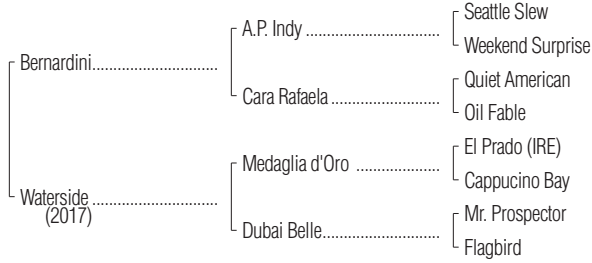 Seattle Slew
A.P. Indy ..............................
Weekend Surprise
Bernardini............................
Quiet American
Cara Rafaela ........................
Oil Fable
El Prado (IRE)
Medaglia d'Oro ..................
Cappucino Bay
Waterside ............................
(2017)
Mr. Prospector
Dubai Belle..........................
Flagbird